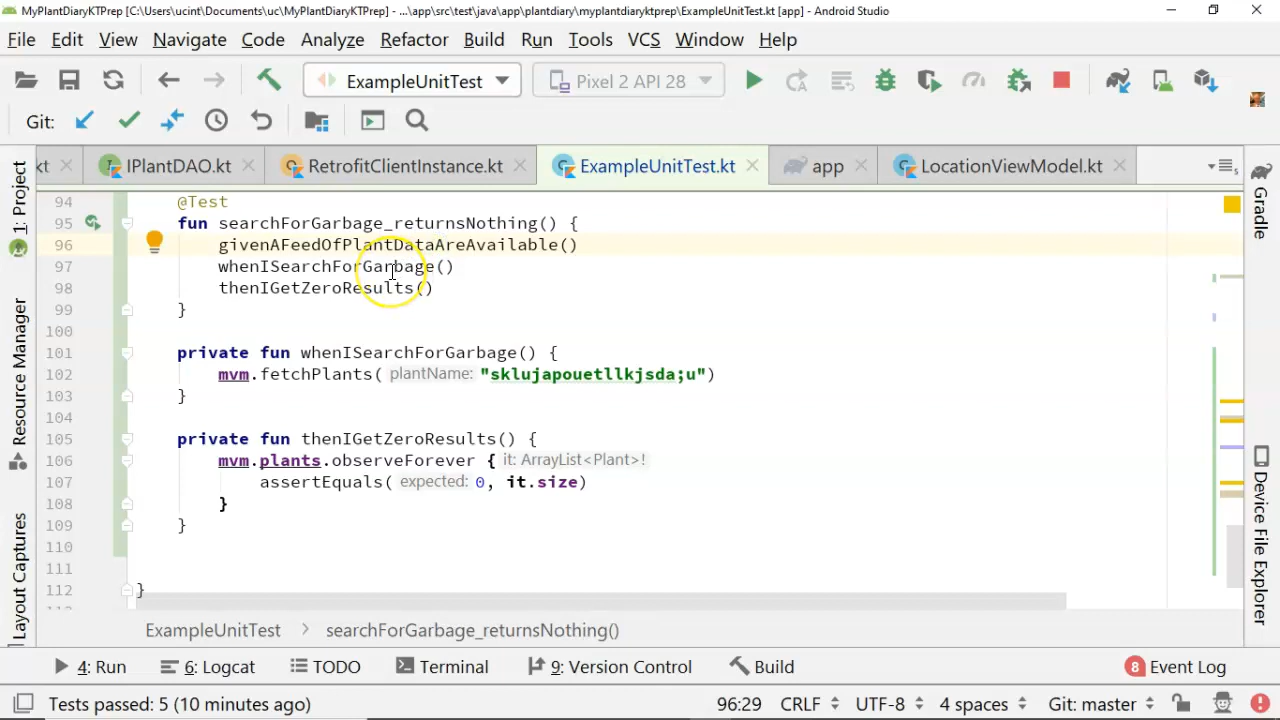 MyPlantDiaryKTPrep [C:\Users\ucint\Documents\uc\MyPlantDiaryKTPrep] - ...\app\src\test\java\app\plantdiary\myplantdiaryktprep\ExampleUnitTest.kt [app] - Android Studio
File Edit View Navigate Code Analyze Refactor Build Run Tools VCS Window Help
ExampleUnitTest Pixel 2 API 28
Git:
kt IPlantDAO.kt RetrofitClientInstance.kt ExampleUnitTest.kt app LocationViewModel.kt
1: Project
Resource Manager
Layout Captures
94 @Test
95 fun searchForGarbage_returnsNothing() {
96 givenAFeedOfPlantDataAreAvailable()
97 whenISearchForGarbage()
98 thenIGetZeroResults()
99 }
100
101 private fun whenISearchForGarbage() {
102 mvm.fetchPlants( plantName: "sklujapouetllkjsda;u")
103 }
104
105 private fun thenIGetZeroResults() {
106 mvm.plants.observeForever { it: ArrayList<Plant>!
107 assertEquals( expected: 0, it.size)
108 }
109 }
110
111
112 }
Gradle
Device File Explorer
ExampleUnitTest > searchForGarbage_returnsNothing()
4: Run 6: Logcat TODO Terminal 9: Version Control Build 8 Event Log
Tests passed: 5 (10 minutes ago) 96:29 CRLF UTF-8 4 spaces Git: master